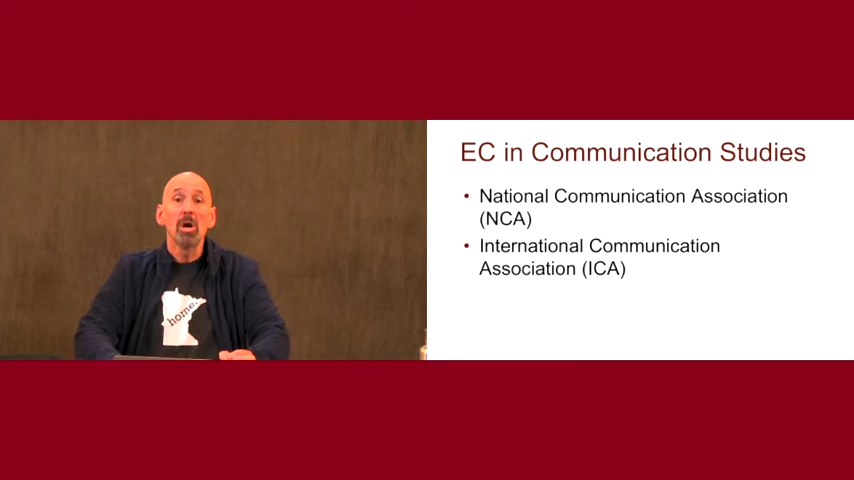 EC in Communication Studies
• National Communication Association
(NCA)
• International Communication
Association (ICA)
home.